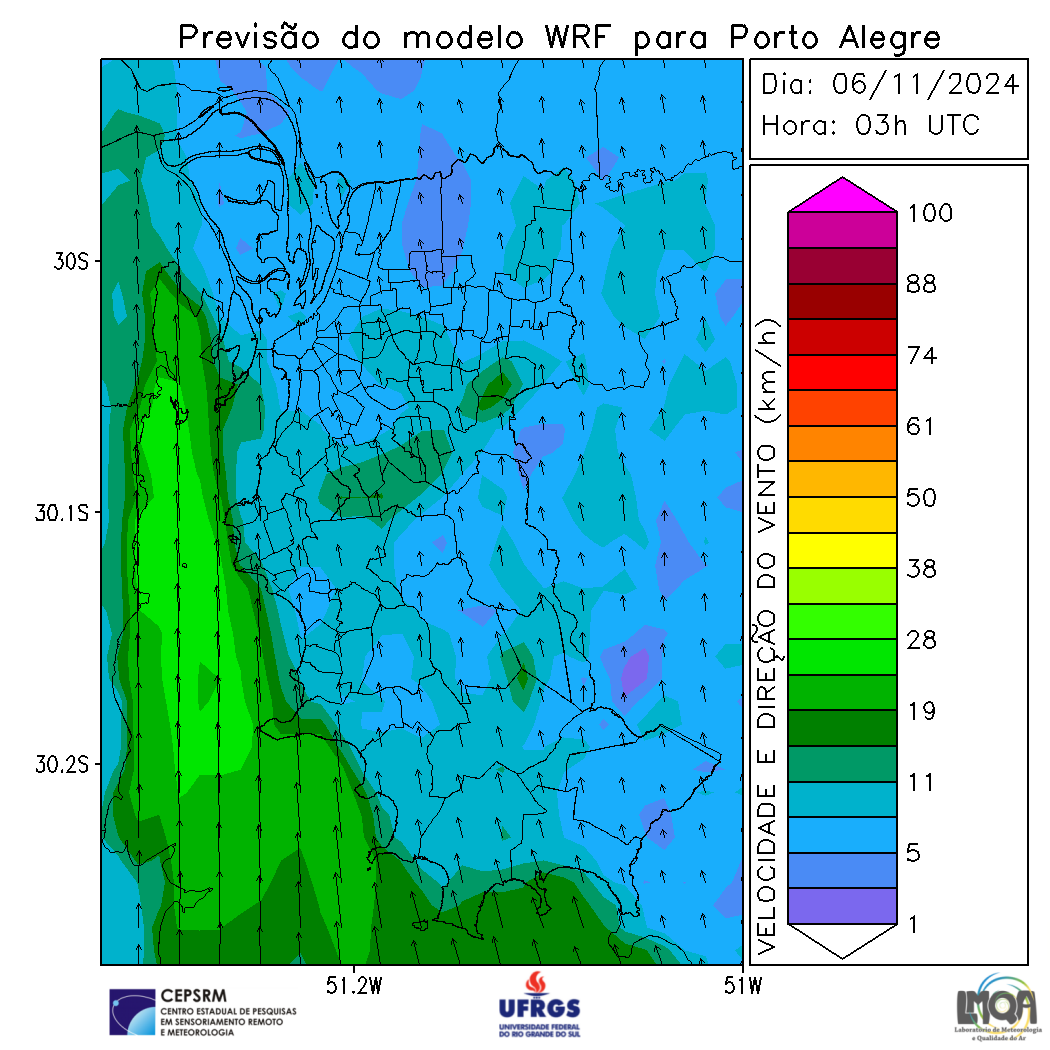 Previsão do modelo WRF para Porto Alegre
Dia: 06/11/2024
Hora: 03h UTC
30S
30.1S
30.2S
51.2W
51W
VELOCIDADE E DIREÇÃO DO VENTO (km/h)
100
88
74
61
50
38
28
19
11
5
1
CEPSRM
CENTRO ESTADUAL DE PESQUISAS
EM SENSORIAMENTO REMOTO
E METEOROLOGIA
UFRGS
UNIVERSIDADE FEDERAL
DO RIO GRANDE DO SUL
LMQA
Laboratório de Meteorologia
e Qualidade do Ar